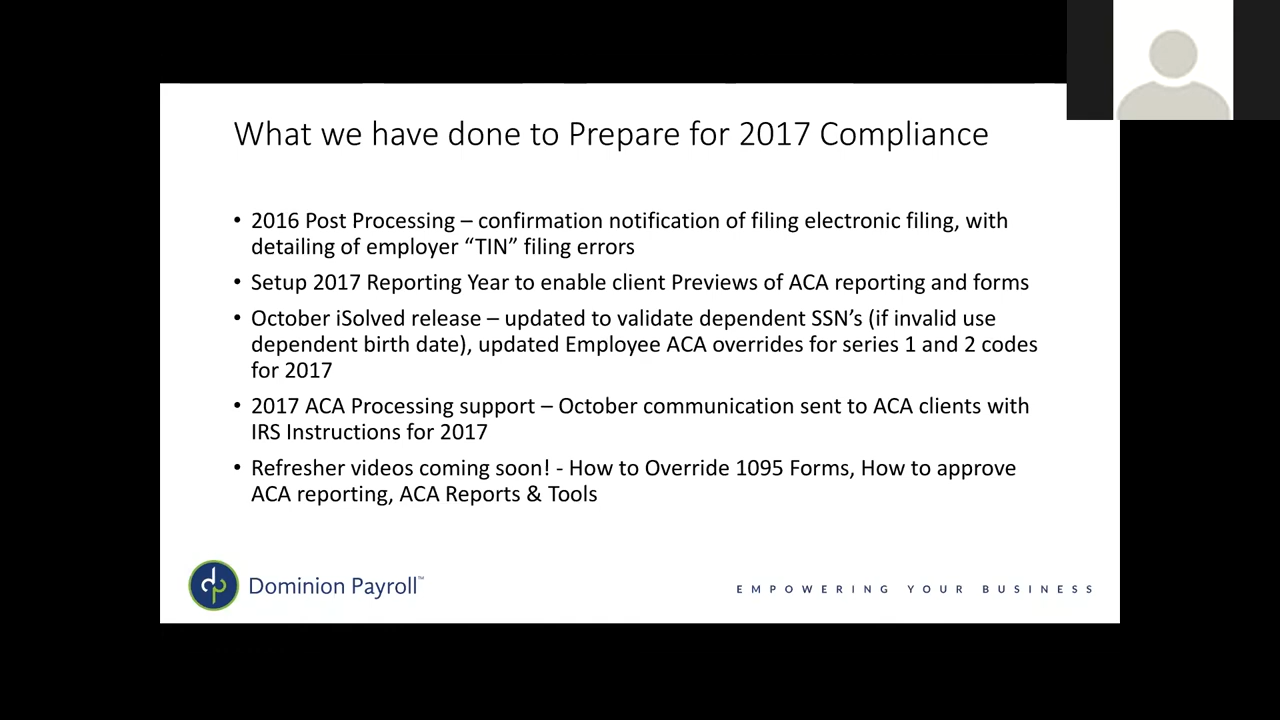 What we have done to Prepare for 2017 Compliance
• 2016 Post Processing – confirmation notification of filing electronic filing, with
detailing of employer “TIN” filing errors
• Setup 2017 Reporting Year to enable client Previews of ACA reporting and forms
• October iSolved release – updated to validate dependent SSN’s (if invalid use
dependent birth date), updated Employee ACA overrides for series 1 and 2 codes
for 2017
• 2017 ACA Processing support – October communication sent to ACA clients with
IRS Instructions for 2017
• Refresher videos coming soon! - How to Override 1095 Forms, How to approve
ACA reporting, ACA Reports & Tools
dp Dominion Payroll™
EMPOWERING YOUR BUSINESS